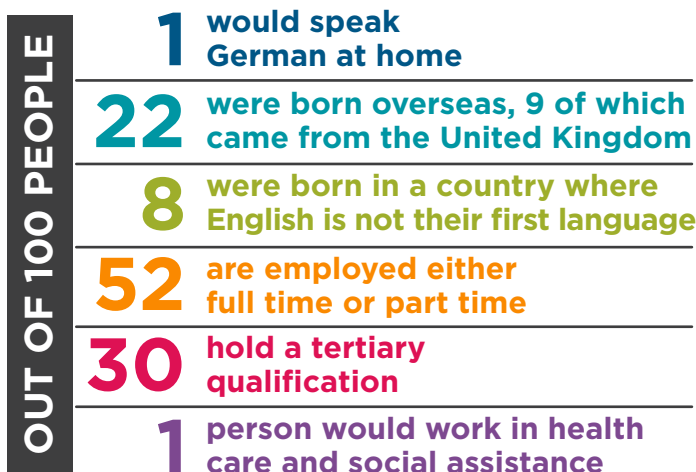 OUT OF 100 PEOPLE
1 would speak
German at home
22 were born overseas, 9 of which
came from the United Kingdom
8 were born in a country where
English is not their first language
52 are employed either
full time or part time
30 hold a tertiary
qualification
1 person would work in health
care and social assistance